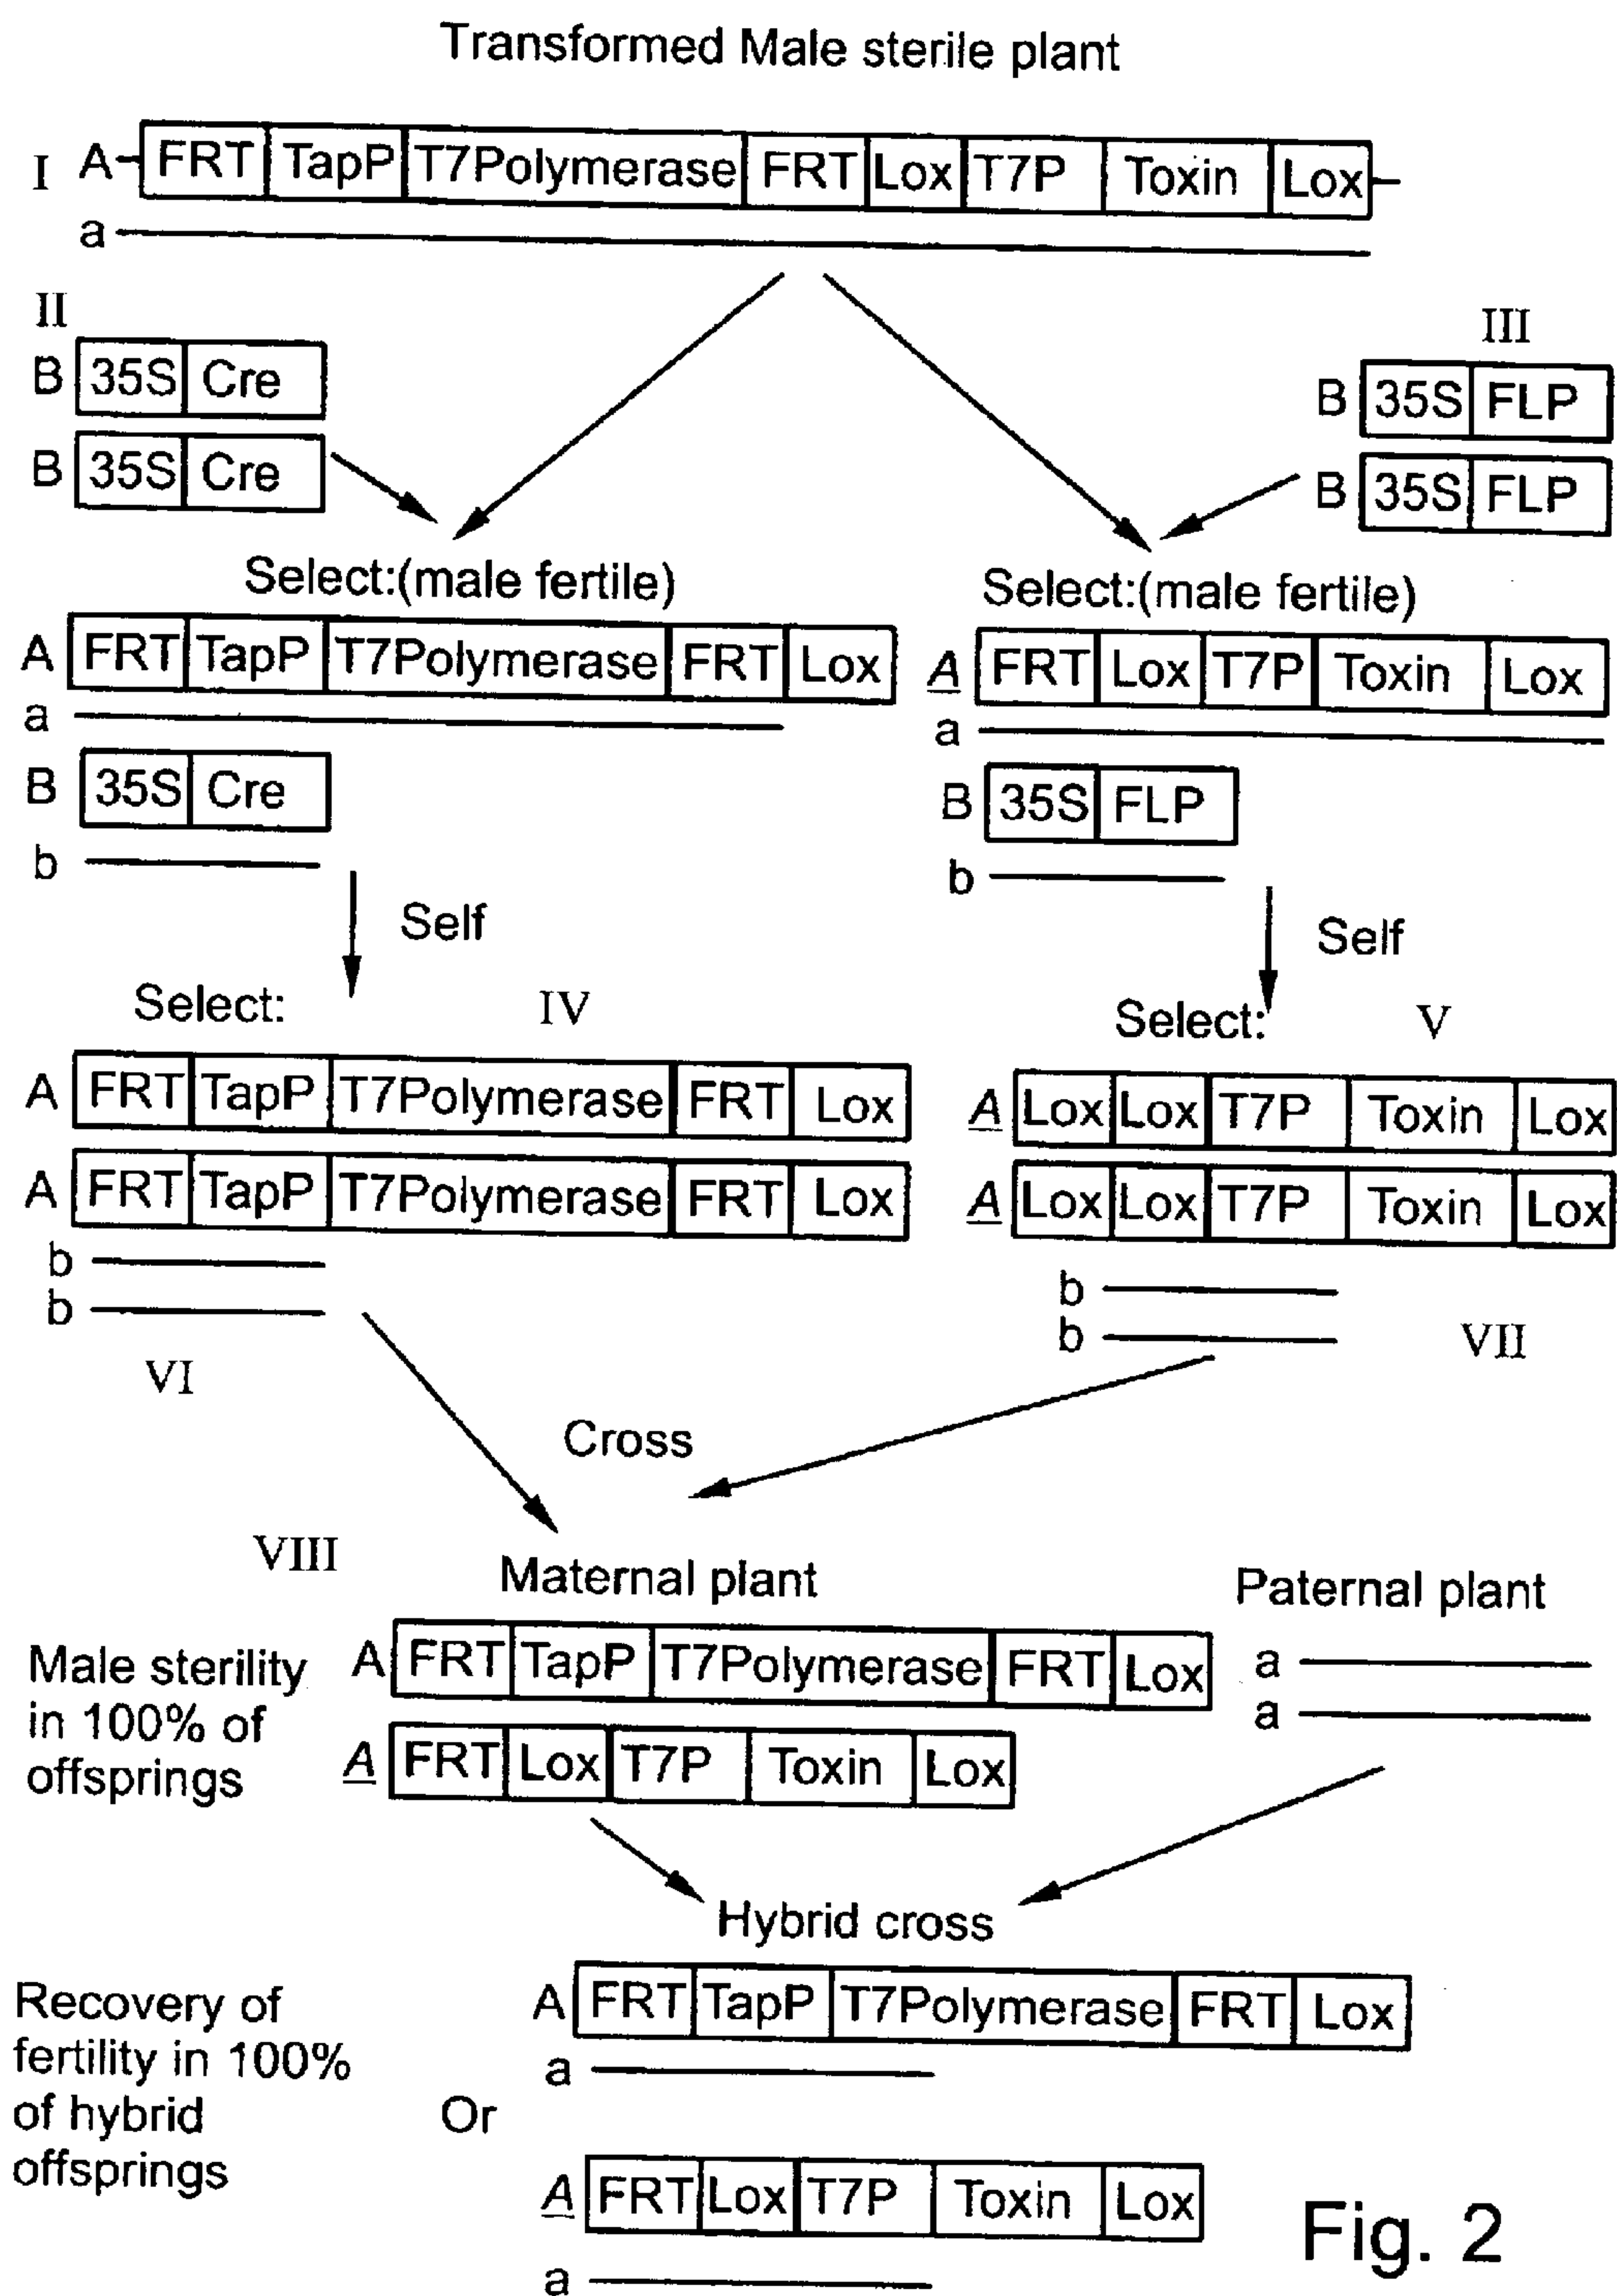 Transformed Male sterile plant
I A FRT TapP T7Polymerase FRT Lox T7P Toxin Lox
a
II
III
B 35S Cre
B 35S FLP
B 35S Cre
B 35S FLP
Select:(male fertile)
Select:(male fertile)
A FRT TapP T7Polymerase FRT Lox
A FRT Lox T7P Toxin Lox
a
a
B 35S Cre
B 35S FLP
b
b
Self
Self
Select: IV
Select: V
A FRT TapP T7Polymerase FRT Lox
A Lox Lox T7P Toxin Lox
A FRT TapP T7Polymerase FRT Lox
A Lox Lox T7P Toxin Lox
b
b
b
b
VI
VII
Cross
VIII
Maternal plant
Paternal plant
Male sterility
in 100% of
offsprings
A FRT TapP T7Polymerase FRT Lox
a
a
A FRT Lox T7P Toxin Lox
Hybrid cross
Recovery of
fertility in 100%
of hybrid
offsprings
A FRT TapP T7Polymerase FRT Lox
a
Or
A FRT Lox T7P Toxin Lox
a
Fig. 2